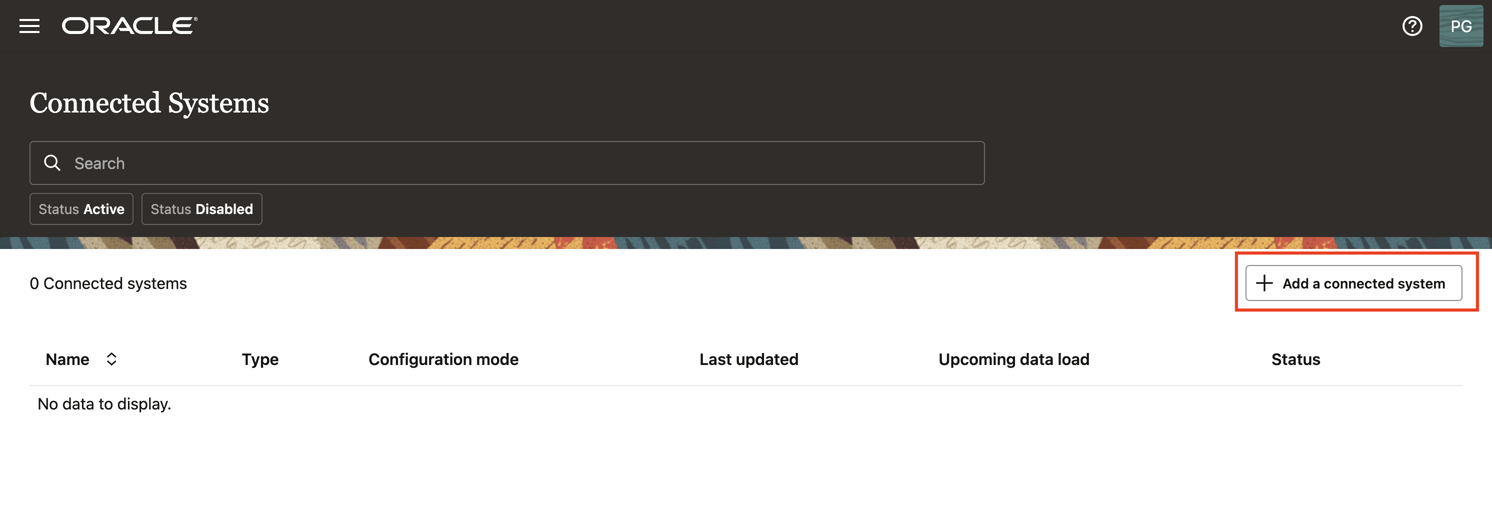 ORACLE®
PG
Connected Systems
Search
Status Active Status Disabled
0 Connected systems
Add a connected system
Name Type Configuration mode Last updated Upcoming data load Status
No data to display.